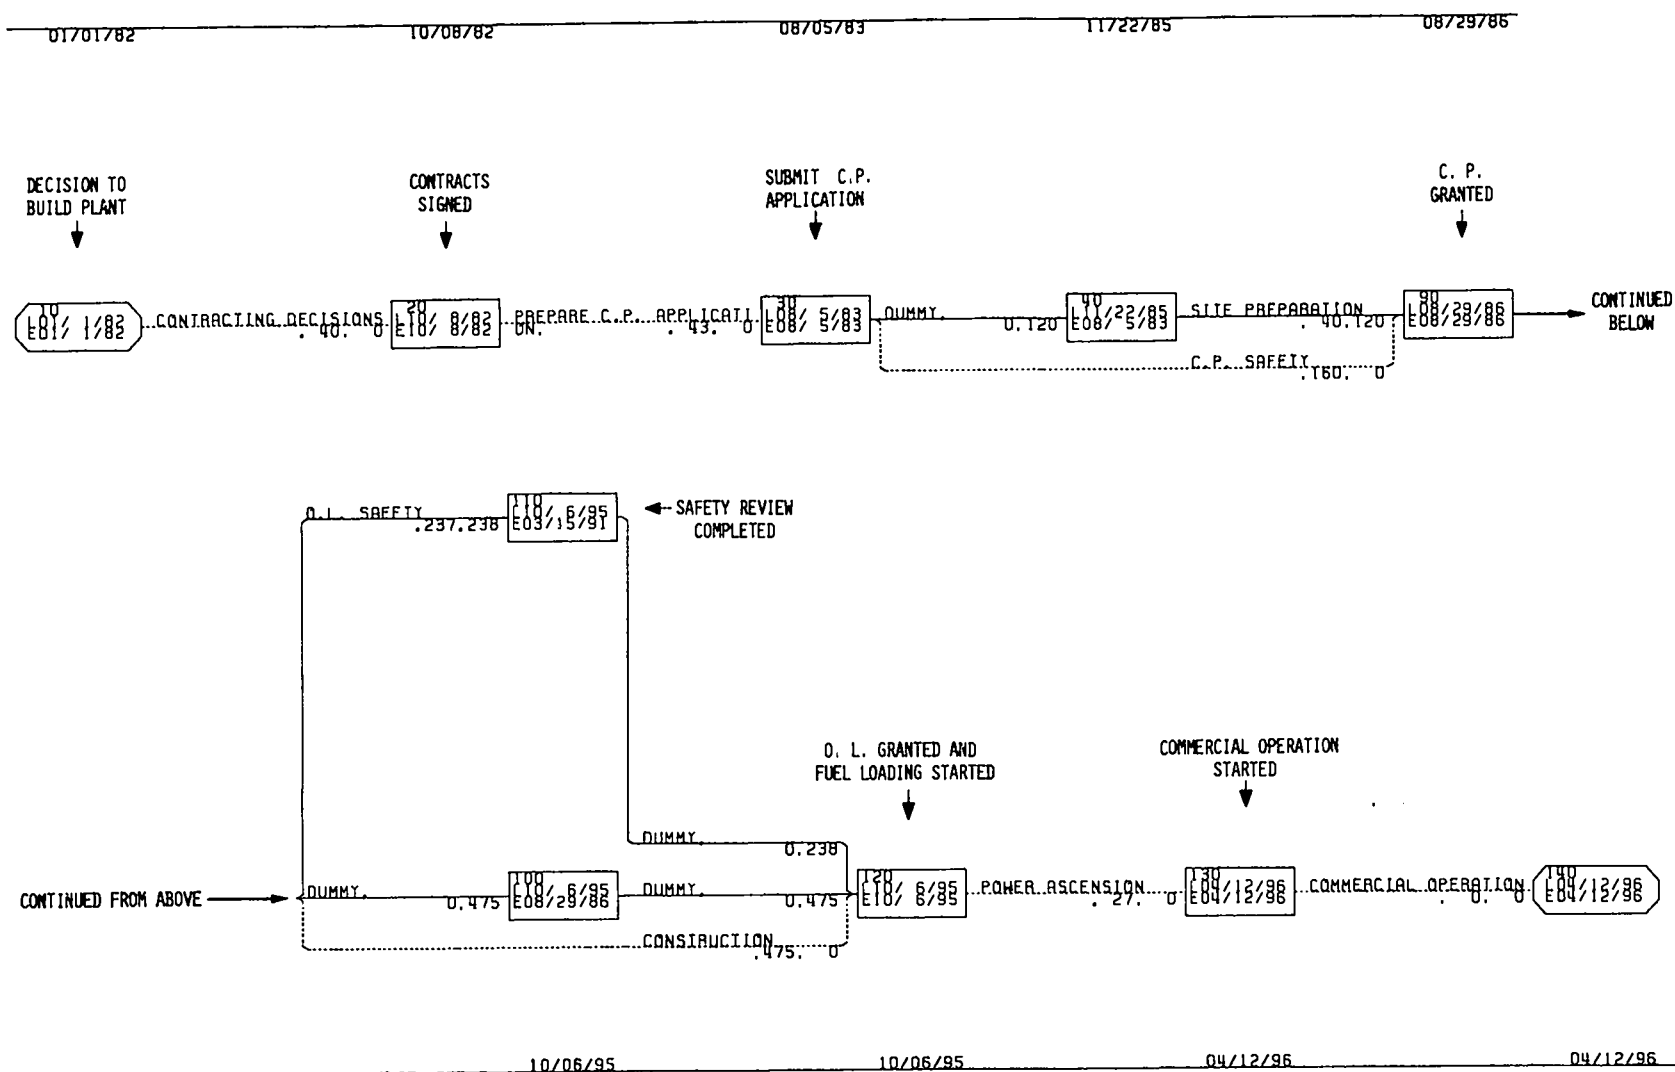 01/01/82 10/08/82 08/05/83 11/22/85 08/29/86
DECISION TO
BUILD PLANT
CONTRACTS
SIGNED
SUBMIT C.P.
APPLICATION
C. P.
GRANTED
10
L01/ 1/82
E01/ 1/82
CONTRACTING DECISIONS
. 40. 0
20
L10/ 8/82
E10/ 8/82
PREPARE C.P. APPLICATI
ON. . 43. 0
30
L08/ 5/83
E08/ 5/83
DUMMY.
0.120
40
L11/22/85
E08/ 5/83
SITE PREPARATION
. 40.120
C.P. SAFETY
.160. 0
90
L08/29/86
E08/29/86
CONTINUED
BELOW
O.L. SAFETY
.237.238
110
L10/ 6/95
E03/15/91
SAFETY REVIEW
COMPLETED
O. L. GRANTED AND
FUEL LOADING STARTED
COMMERCIAL OPERATION
STARTED
DUMMY.
0.238
CONTINUED FROM ABOVE
DUMMY.
0.475
100
L10/ 6/95
E08/29/86
DUMMY.
0.475
CONSTRUCTION
.475. 0
120
L10/ 6/95
E10/ 6/95
POWER ASCENSION
. 27. 0
130
L04/12/96
E04/12/96
COMMERCIAL OPERATION
. 0. 0
140
L04/12/96
E04/12/96
10/06/95 10/06/95 04/12/96 04/12/96